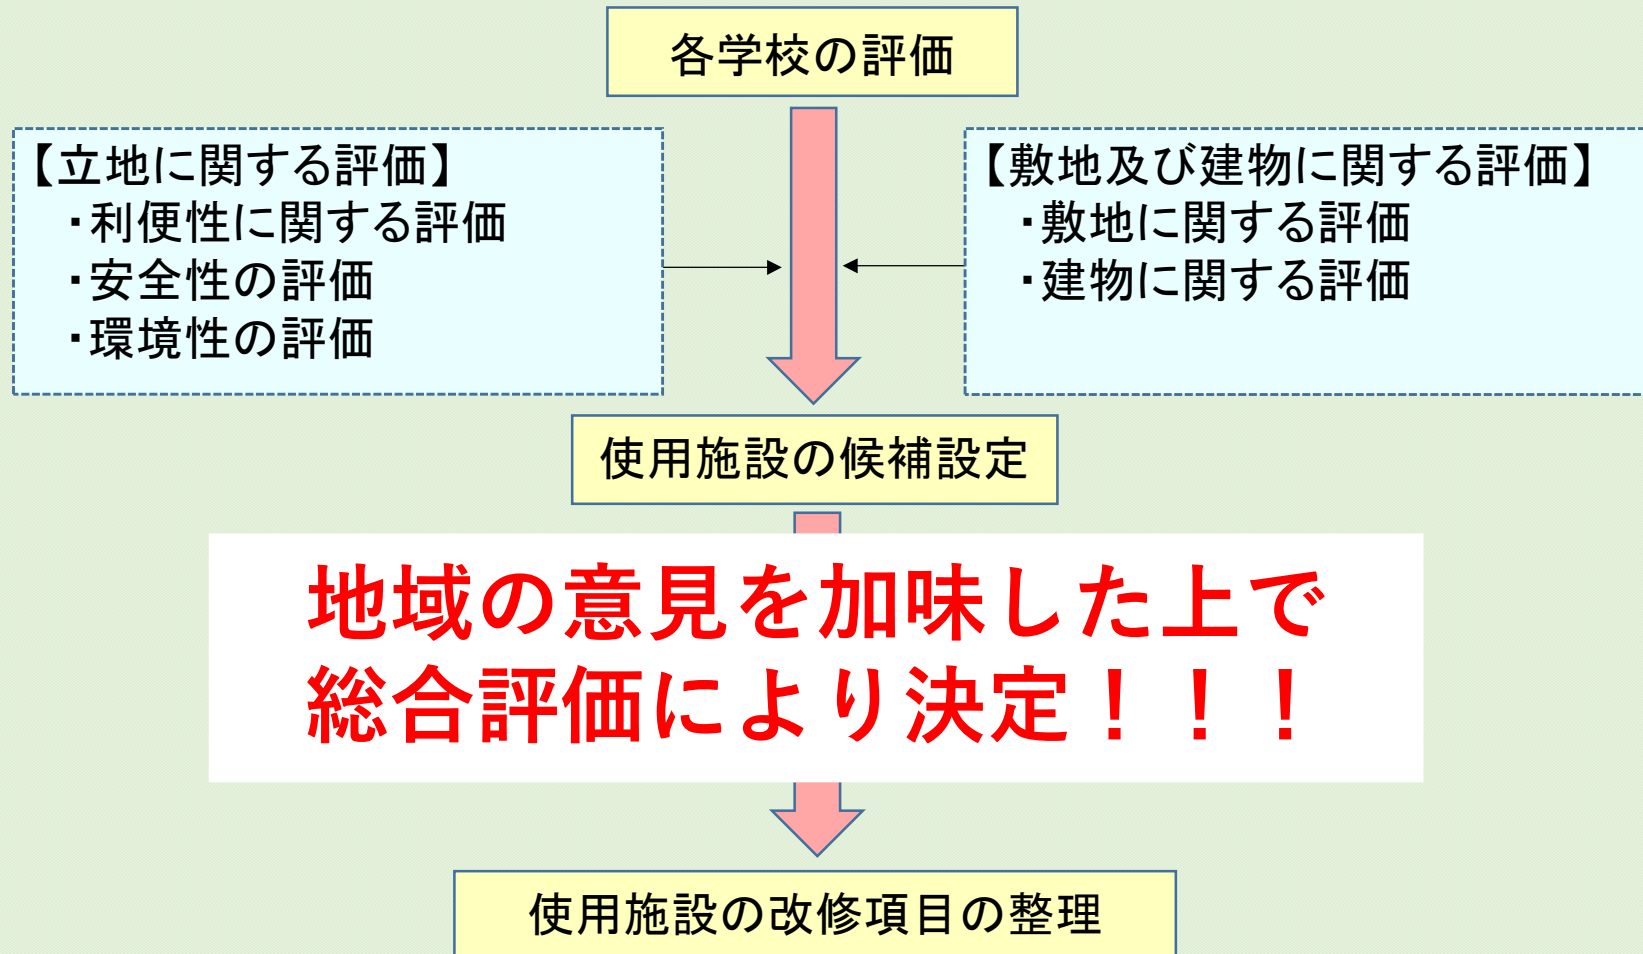 各学校の評価
【立地に関する評価】
・利便性に関する評価
・安全性の評価
・環境性の評価
【敷地及び建物に関する評価】
・敷地に関する評価
・建物に関する評価
使用施設の候補設定
地域の意見を加味した上で
総合評価により決定！！！
使用施設の改修項目の整理